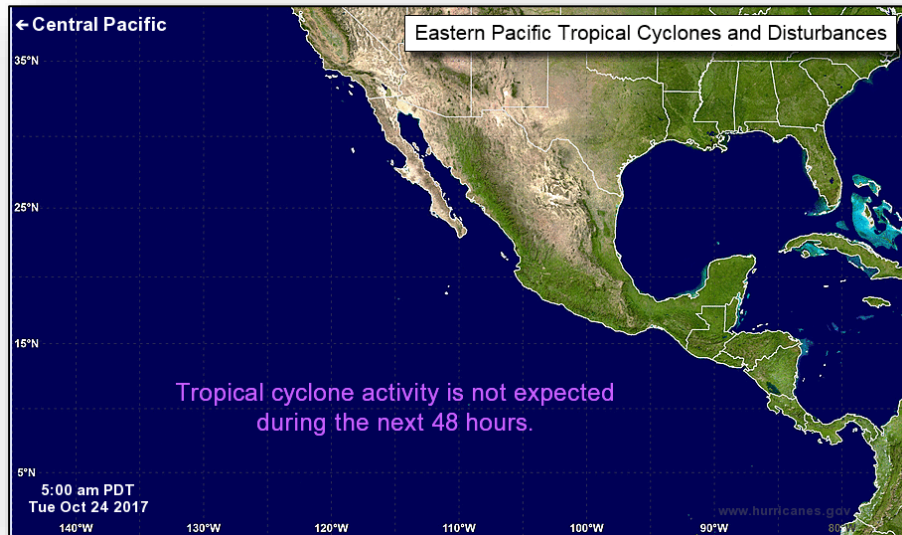 ←Central Pacific
Eastern Pacific Tropical Cyclones and Disturbances
35°N
25°N
15°N
Tropical cyclone activity is not expected
during the next 48 hours.
5°N
5:00 am PDT
Tue Oct 24 2017
www.hurricanes.gov
140°W
130°W
120°W
110°W
100°W
90°W
80°W